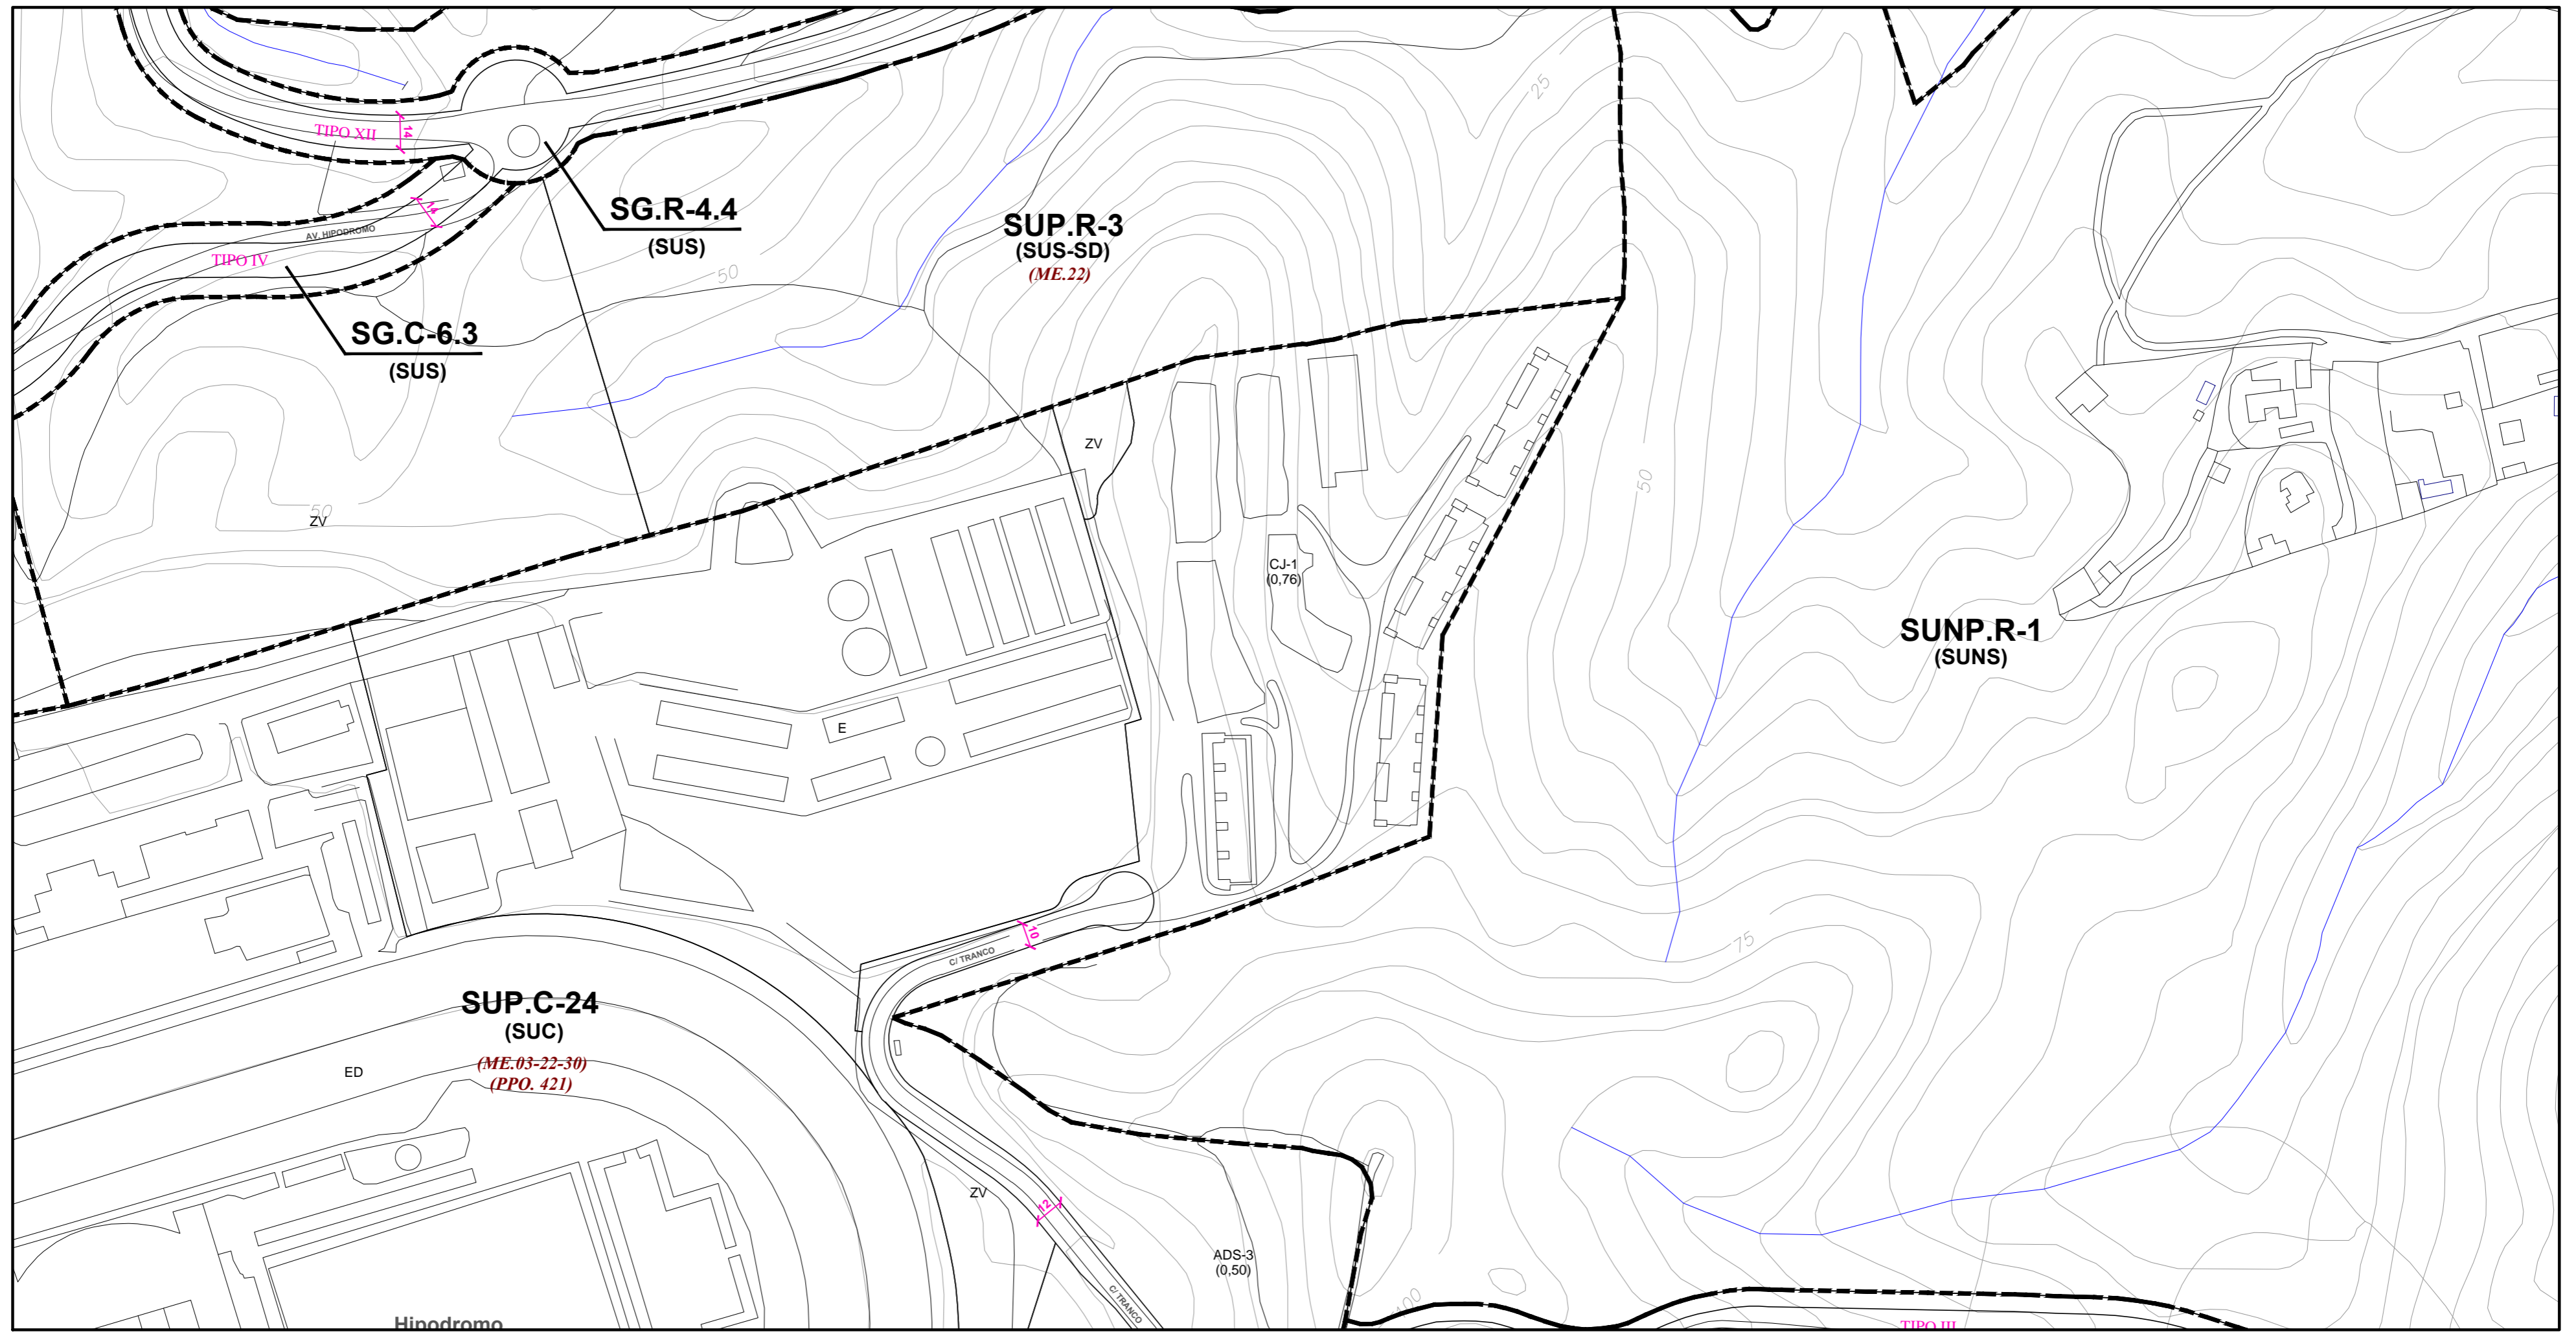 25
TIPO XII
14
SG.R-4.4
(SUS)
14
AV. HIPODROMO
TIPO IV
SUP.R-3
(SUS-SD)
(ME.22)
50
SG.C-6.3
(SUS)
ZV
50
50
ZV
CJ-1
(0,76)
SUNP.R-1
(SUNS)
E
10
C/ TRANCO
75
SUP.C-24
(SUC)
(ME.03-22-30)
(PPO. 421)
ED
ZV
12
ADS-3
(0,50)
C/ TRANCO
100
Hipodromo
TIPO III